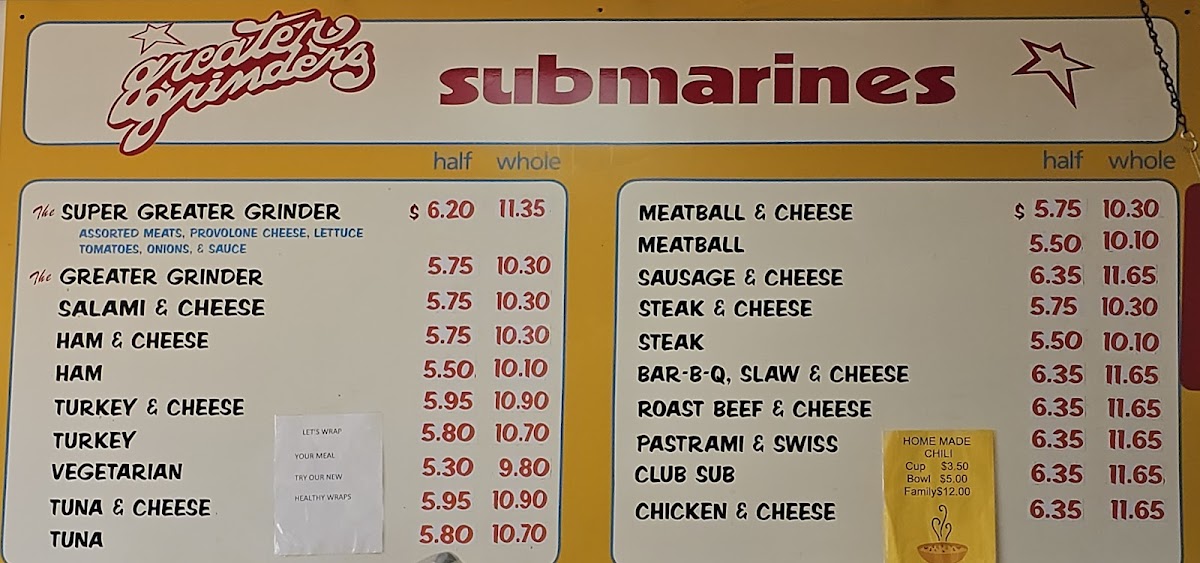 greater
grinders
submarines
half whole
The SUPER GREATER GRINDER $ 6.20 11.35
ASSORTED MEATS, PROVOLONE CHEESE, LETTUCE
TOMATOES, ONIONS, & SAUCE
The GREATER GRINDER 5.75 10.30
SALAMI & CHEESE 5.75 10.30
HAM & CHEESE 5.75 10.30
HAM 5.50 10.10
TURKEY & CHEESE 5.95 10.90
TURKEY 5.80 10.70
VEGETARIAN 5.30 9.80
TUNA & CHEESE 5.95 10.90
TUNA 5.80 10.70
LET'S WRAP
YOUR MEAL
TRY OUR NEW
HEALTHY WRAPS
half whole
MEATBALL & CHEESE $ 5.75 10.30
MEATBALL 5.50 10.10
SAUSAGE & CHEESE 6.35 11.65
STEAK & CHEESE 5.75 10.30
STEAK 5.50 10.10
BAR-B-Q, SLAW & CHEESE 6.35 11.65
ROAST BEEF & CHEESE 6.35 11.65
PASTRAMI & SWISS 6.35 11.65
CLUB SUB 6.35 11.65
CHICKEN & CHEESE 6.35 11.65
HOME MADE
CHILI
Cup $3.50
Bowl $5.00
Family$12.00